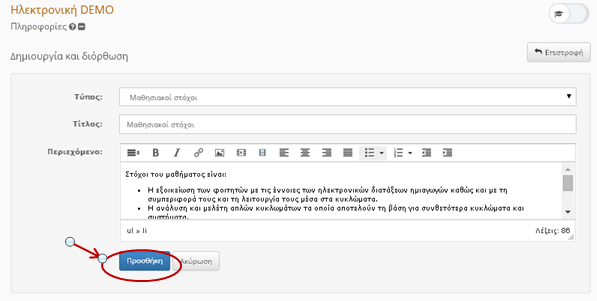 Ηλεκτρονική DEMO
Πληροφορίες
Δημιουργία και διόρθωση
Επιστροφή
Τύπος: Μαθησιακοί στόχοι
Τίτλος: Μαθησιακοί στόχοι
Περιεχόμενο:
Στόχοι του μαθήματος είναι:
Η εξοικείωση των φοιτητών με τις έννοιες των ηλεκτρονικών διατάξεων ημιαγωγών καθώς και με τη
συμπεριφορά τους και τη λειτουργία τους μέσα στα κυκλώματα.
Η ανάλυση και μελέτη απλών κυκλωμάτων τα οποία αποτελούν τη βάση για συνθετότερα κυκλώματα και
συστήματα.
ul » li Λέξεις: 86
Προσθήκη Ακύρωση